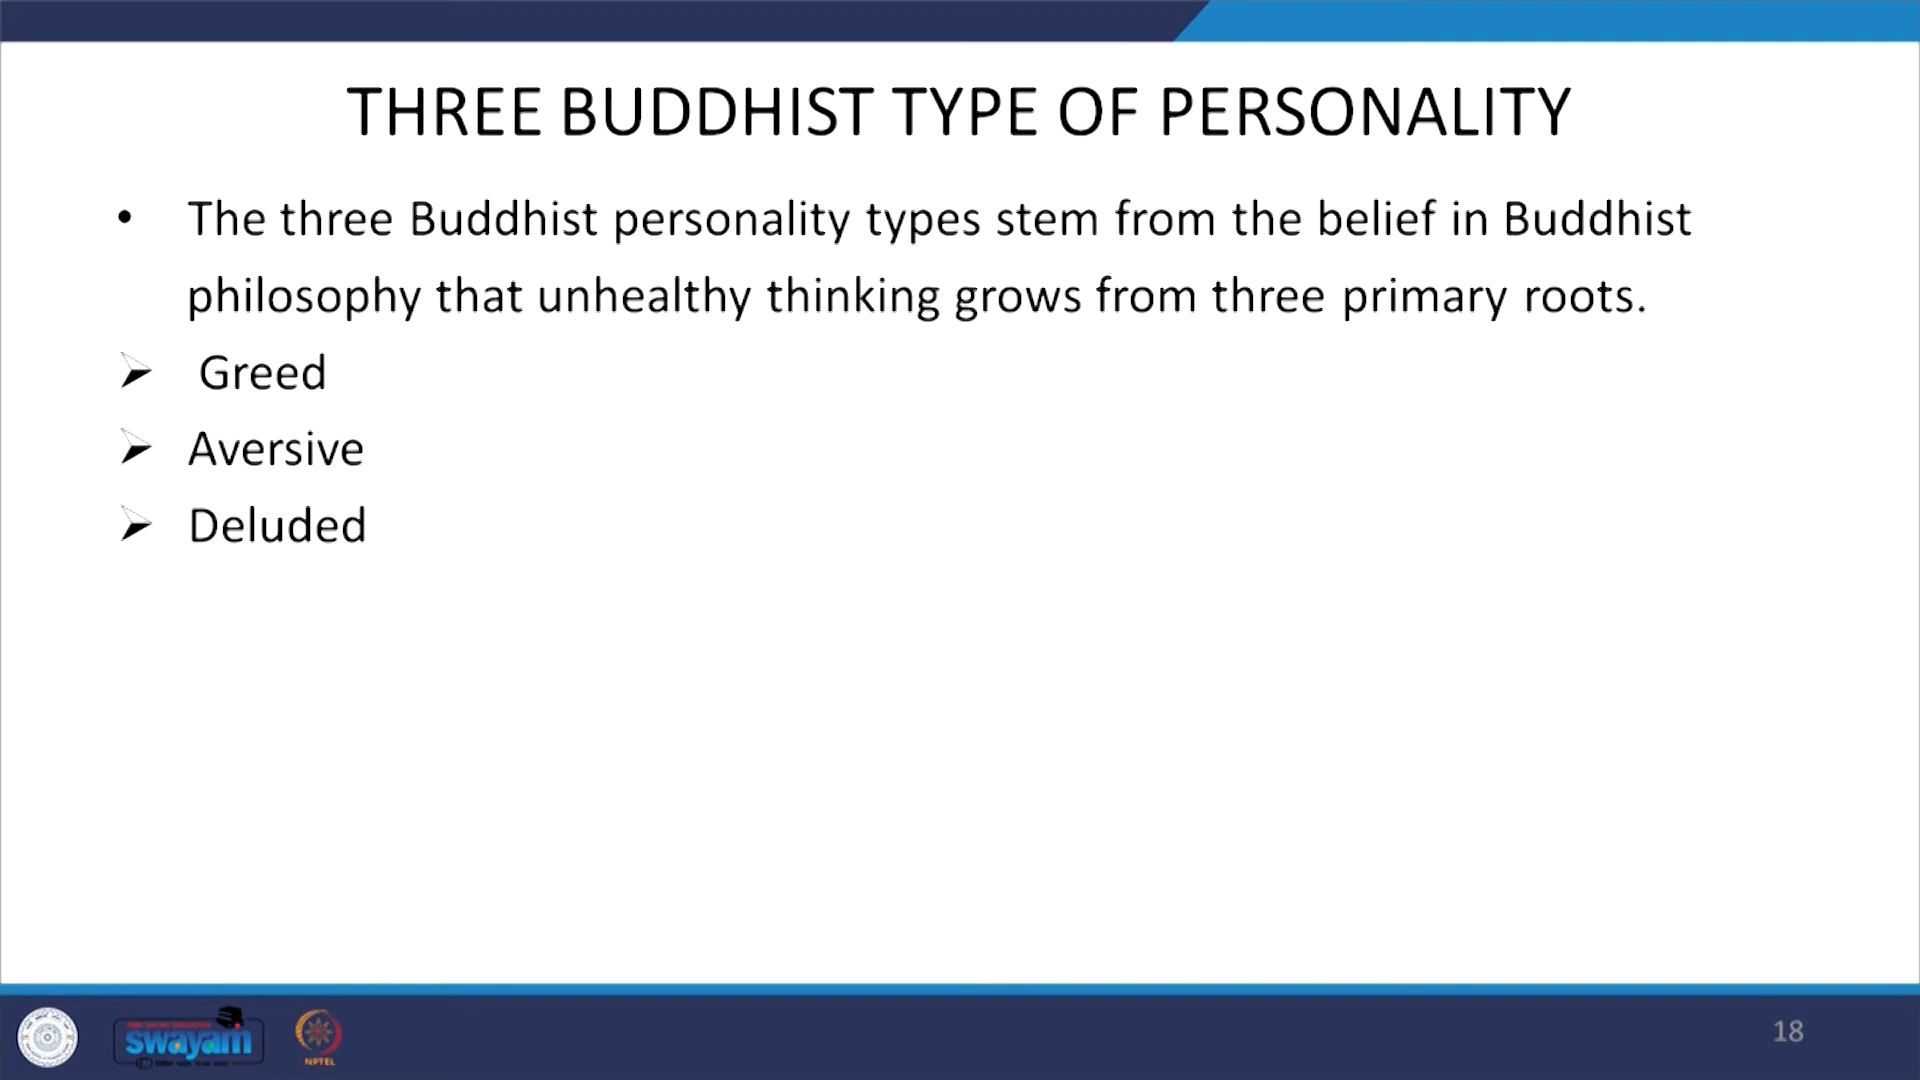 THREE BUDDHIST TYPE OF PERSONALITY
• The three Buddhist personality types stem from the belief in Buddhist
philosophy that unhealthy thinking grows from three primary roots.
➢ Greed
➢ Aversive
➢ Deluded
swayam
NPTEL
18